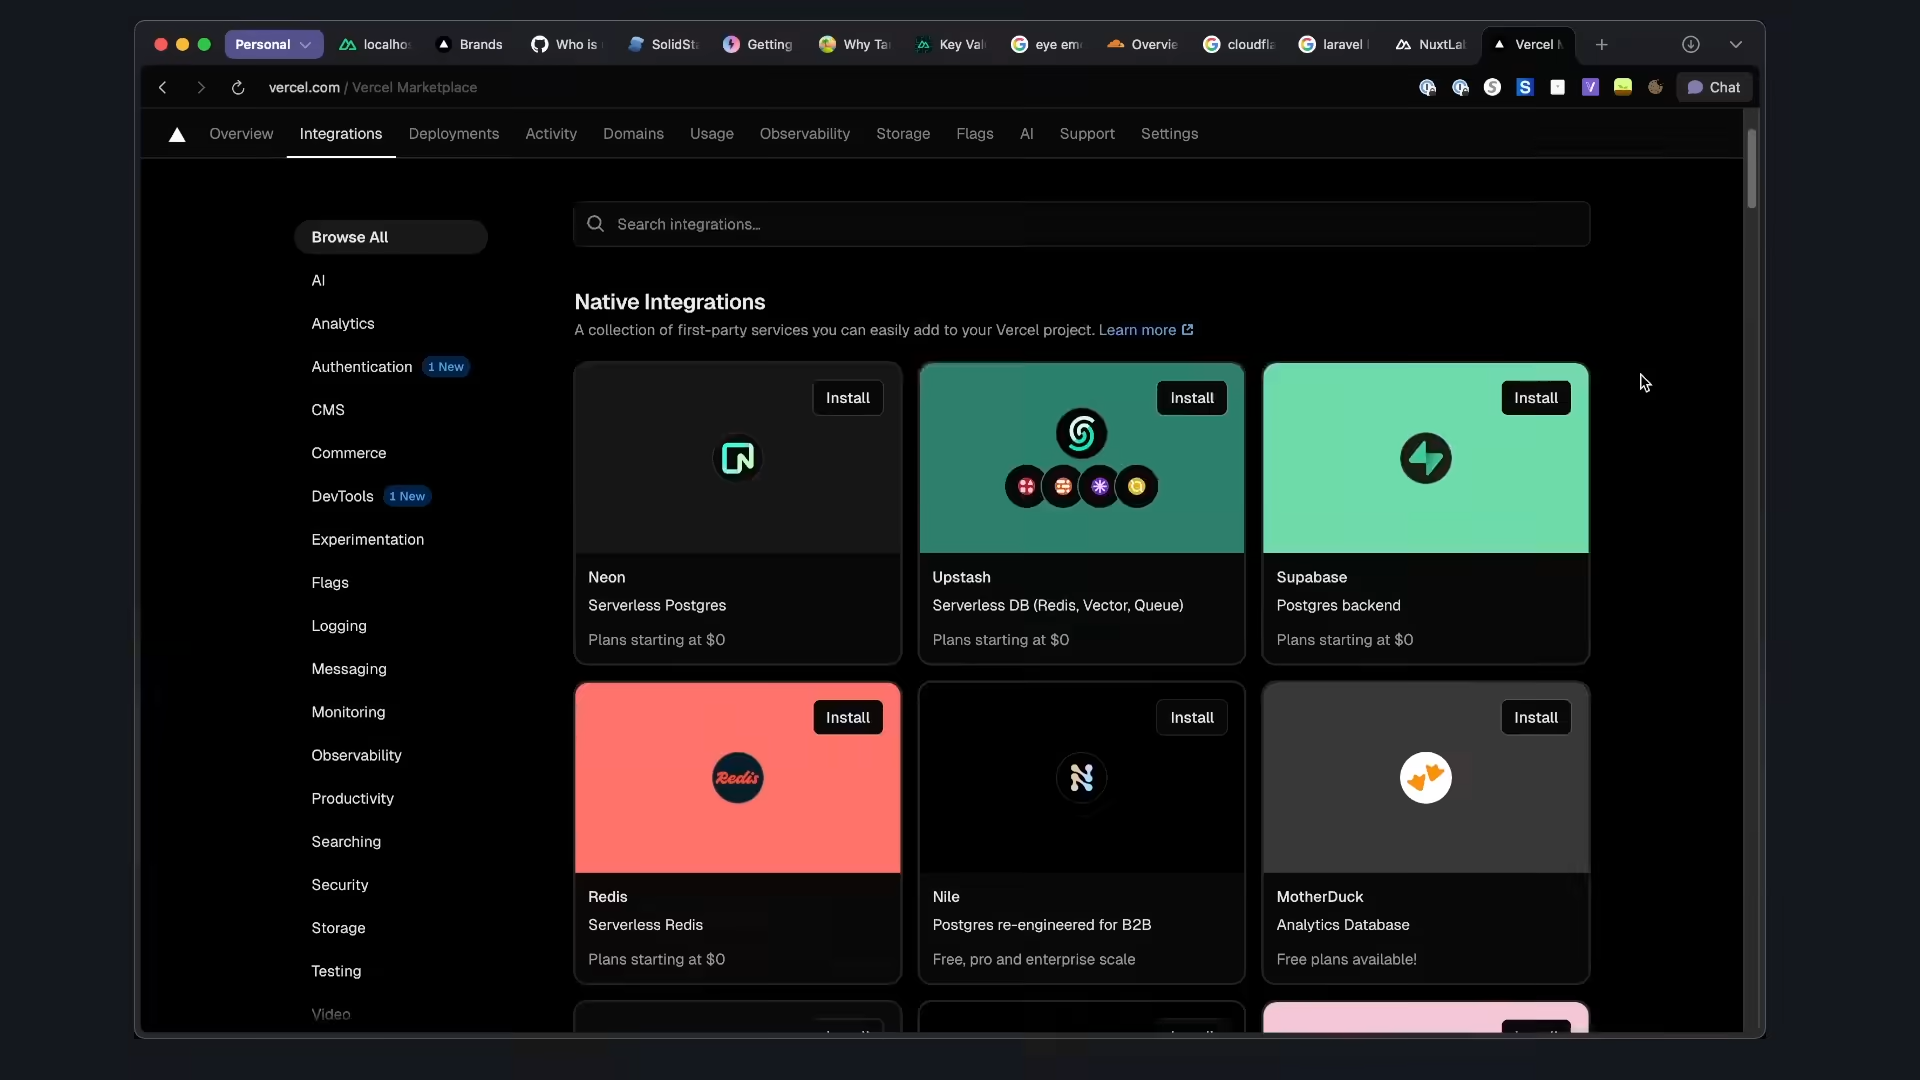 Personal
localhos
Brands
Who is
SolidSta
Getting
Why Ta
Key Val
eye em
Overvie
cloudfla
laravel
NuxtLa
Vercel M
vercel.com / Vercel Marketplace
Chat
Overview
Integrations
Deployments
Activity
Domains
Usage
Observability
Storage
Flags
AI
Support
Settings
Browse All
AI
Analytics
Authentication 1 New
CMS
Commerce
DevTools 1 New
Experimentation
Flags
Logging
Messaging
Monitoring
Observability
Productivity
Searching
Security
Storage
Testing
Video
Search integrations...
Native Integrations
A collection of first-party services you can easily add to your Vercel project. Learn more
Install
Neon
Serverless Postgres
Plans starting at $0
Install
Upstash
Serverless DB (Redis, Vector, Queue)
Plans starting at $0
Install
Supabase
Postgres backend
Plans starting at $0
Install
Redis
Redis
Serverless Redis
Plans starting at $0
Install
Nile
Postgres re-engineered for B2B
Free, pro and enterprise scale
Install
MotherDuck
Analytics Database
Free plans available!